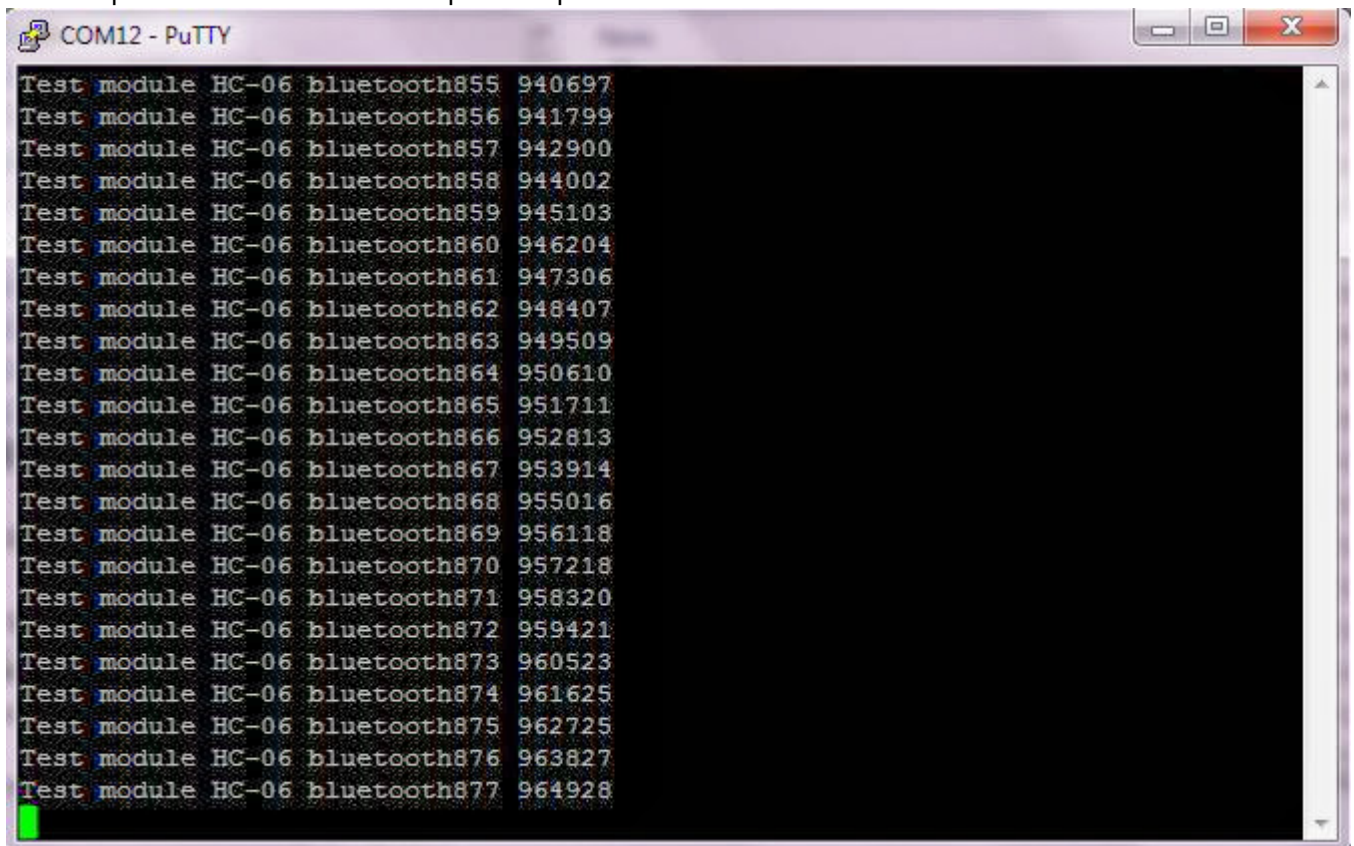 COM12 - PuTTY
Test module HC-06 bluetooth855 940697
Test module HC-06 bluetooth856 941799
Test module HC-06 bluetooth857 942900
Test module HC-06 bluetooth858 944002
Test module HC-06 bluetooth859 945103
Test module HC-06 bluetooth860 946204
Test module HC-06 bluetooth861 947306
Test module HC-06 bluetooth862 948407
Test module HC-06 bluetooth863 949509
Test module HC-06 bluetooth864 950610
Test module HC-06 bluetooth865 951711
Test module HC-06 bluetooth866 952813
Test module HC-06 bluetooth867 953914
Test module HC-06 bluetooth868 955016
Test module HC-06 bluetooth869 956118
Test module HC-06 bluetooth870 957218
Test module HC-06 bluetooth871 958320
Test module HC-06 bluetooth872 959421
Test module HC-06 bluetooth873 960523
Test module HC-06 bluetooth874 961625
Test module HC-06 bluetooth875 962725
Test module HC-06 bluetooth876 963827
Test module HC-06 bluetooth877 964928